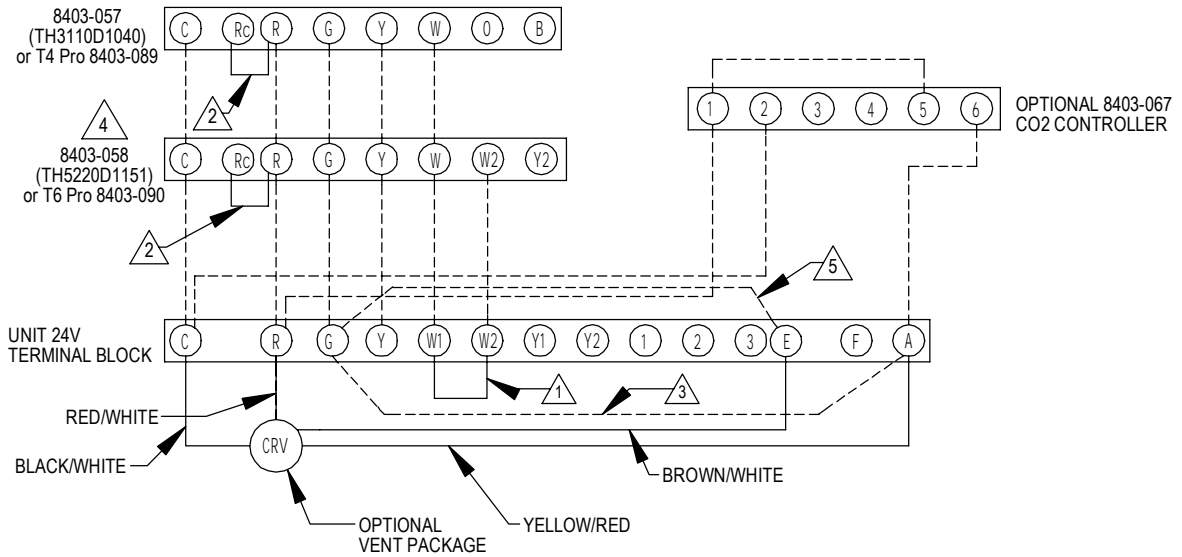 8403-057
(TH3110D1040)
or T4 Pro 8403-089
C Rc R G Y W O B
2
4
8403-058
(TH5220D1151)
or T6 Pro 8403-090
C Rc R G Y W W2 Y2
2
1 2 3 4 5 6
OPTIONAL 8403-067
CO2 CONTROLLER
5
UNIT 24V
TERMINAL BLOCK
C R G Y W1 W2 Y1 Y2 1 2 3 E F A
1
3
RED/WHITE
BLACK/WHITE
CRV
BROWN/WHITE
OPTIONAL
VENT PACKAGE
YELLOW/RED